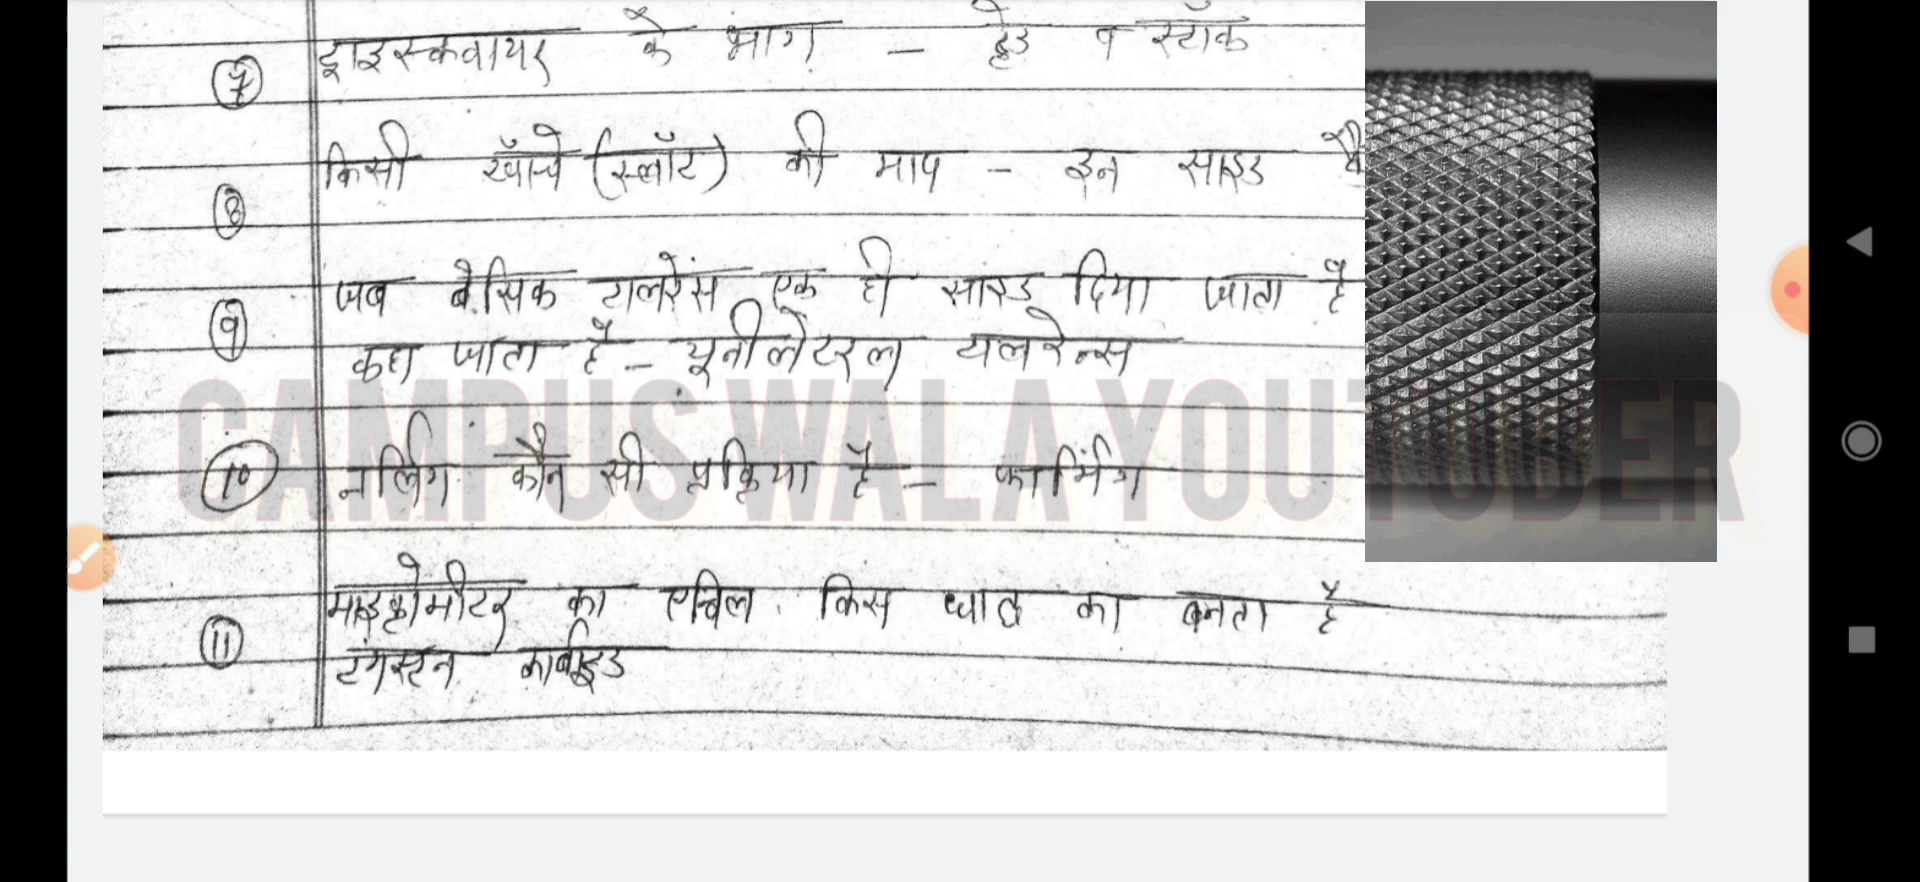 7 ट्राइस्कवायर के भाग – हेड व स्टॉक
8 किसी खाँचे (स्लॉट) की माप – इन साइड
9 जब बेसिक टालरेंस एक ही साइड दिया जाता है
कहा जाता है – यूनीलेटरल टालरेन्स
10 नर्लिंग कौन सी प्रक्रिया है – फार्मिंग
11 माइक्रोमीटर का एन्विल किस धातु का बनता है
टंगस्टन कार्बाइड
CAMPUS WALA YOUTUBER